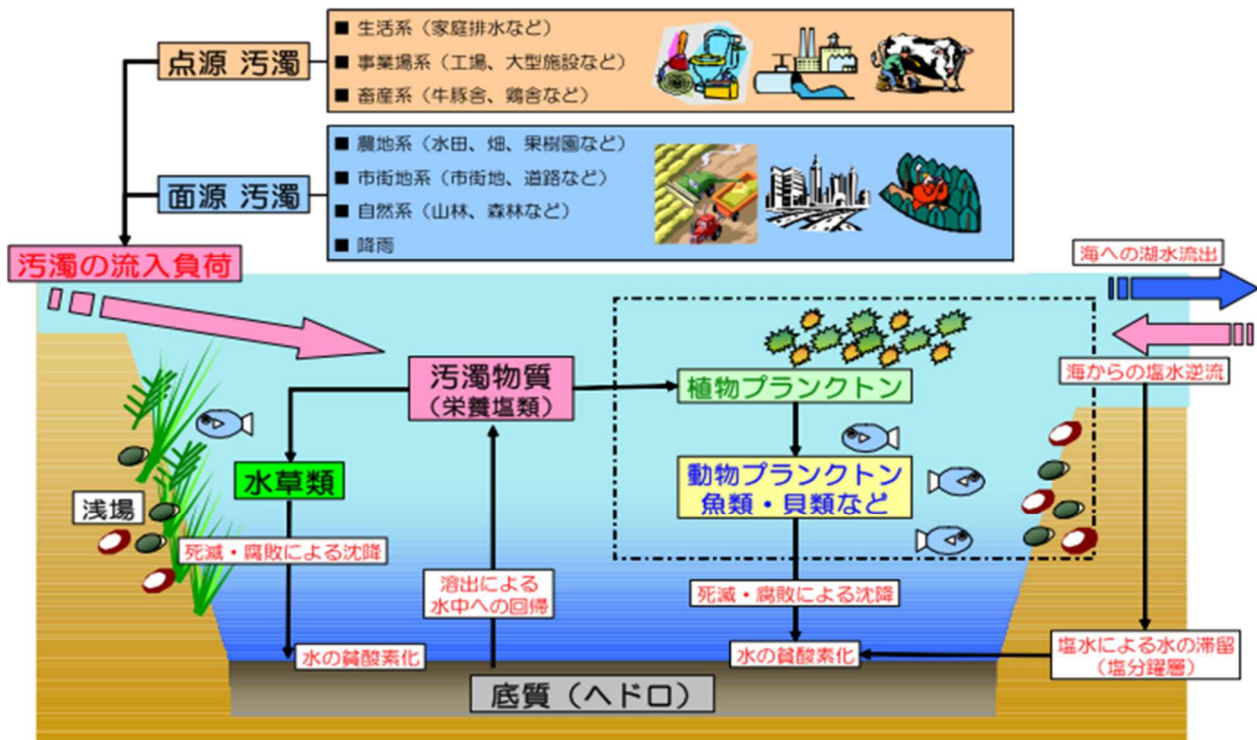 点源 汚濁
■ 生活系（家庭排水など）
■ 事業場系（工場、大型施設など）
■ 畜産系（牛豚舎、鶏舎など）
面源 汚濁
■ 農地系（水田、畑、果樹園など）
■ 市街地系（市街地、道路など）
■ 自然系（山林、森林など）
■ 降雨
汚濁の流入負荷
海への湖水流出
海からの塩水逆流
汚濁物質
（栄養塩類）
植物プランクトン
水草類
動物プランクトン
魚類・貝類など
浅場
死滅・腐敗による沈降
溶出による
水中への回帰
死滅・腐敗による沈降
水の貧酸素化
水の貧酸素化
塩水による水の滞留
（塩分躍層）
底質（ヘドロ）